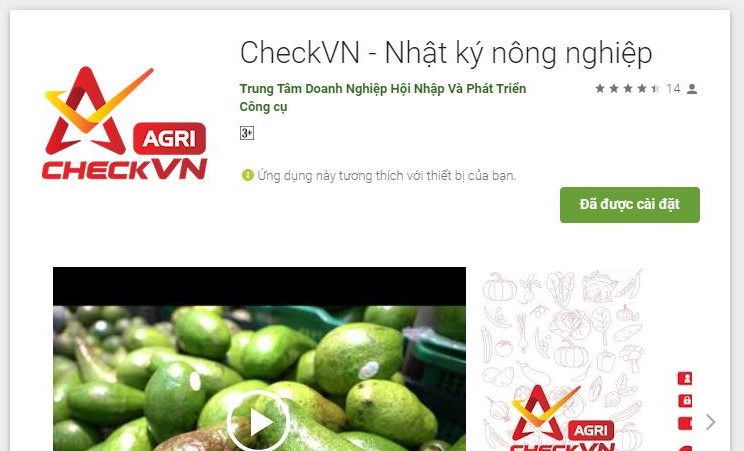 CheckVN - Nhật ký nông nghiệp
Trung Tâm Doanh Nghiệp Hội Nhập Và Phát Triển
14
Công cụ
3+
AGRI
CHECKVN
Ứng dụng này tương thích với thiết bị của bạn.
Đã được cài đặt
AGRI
CHECKVN